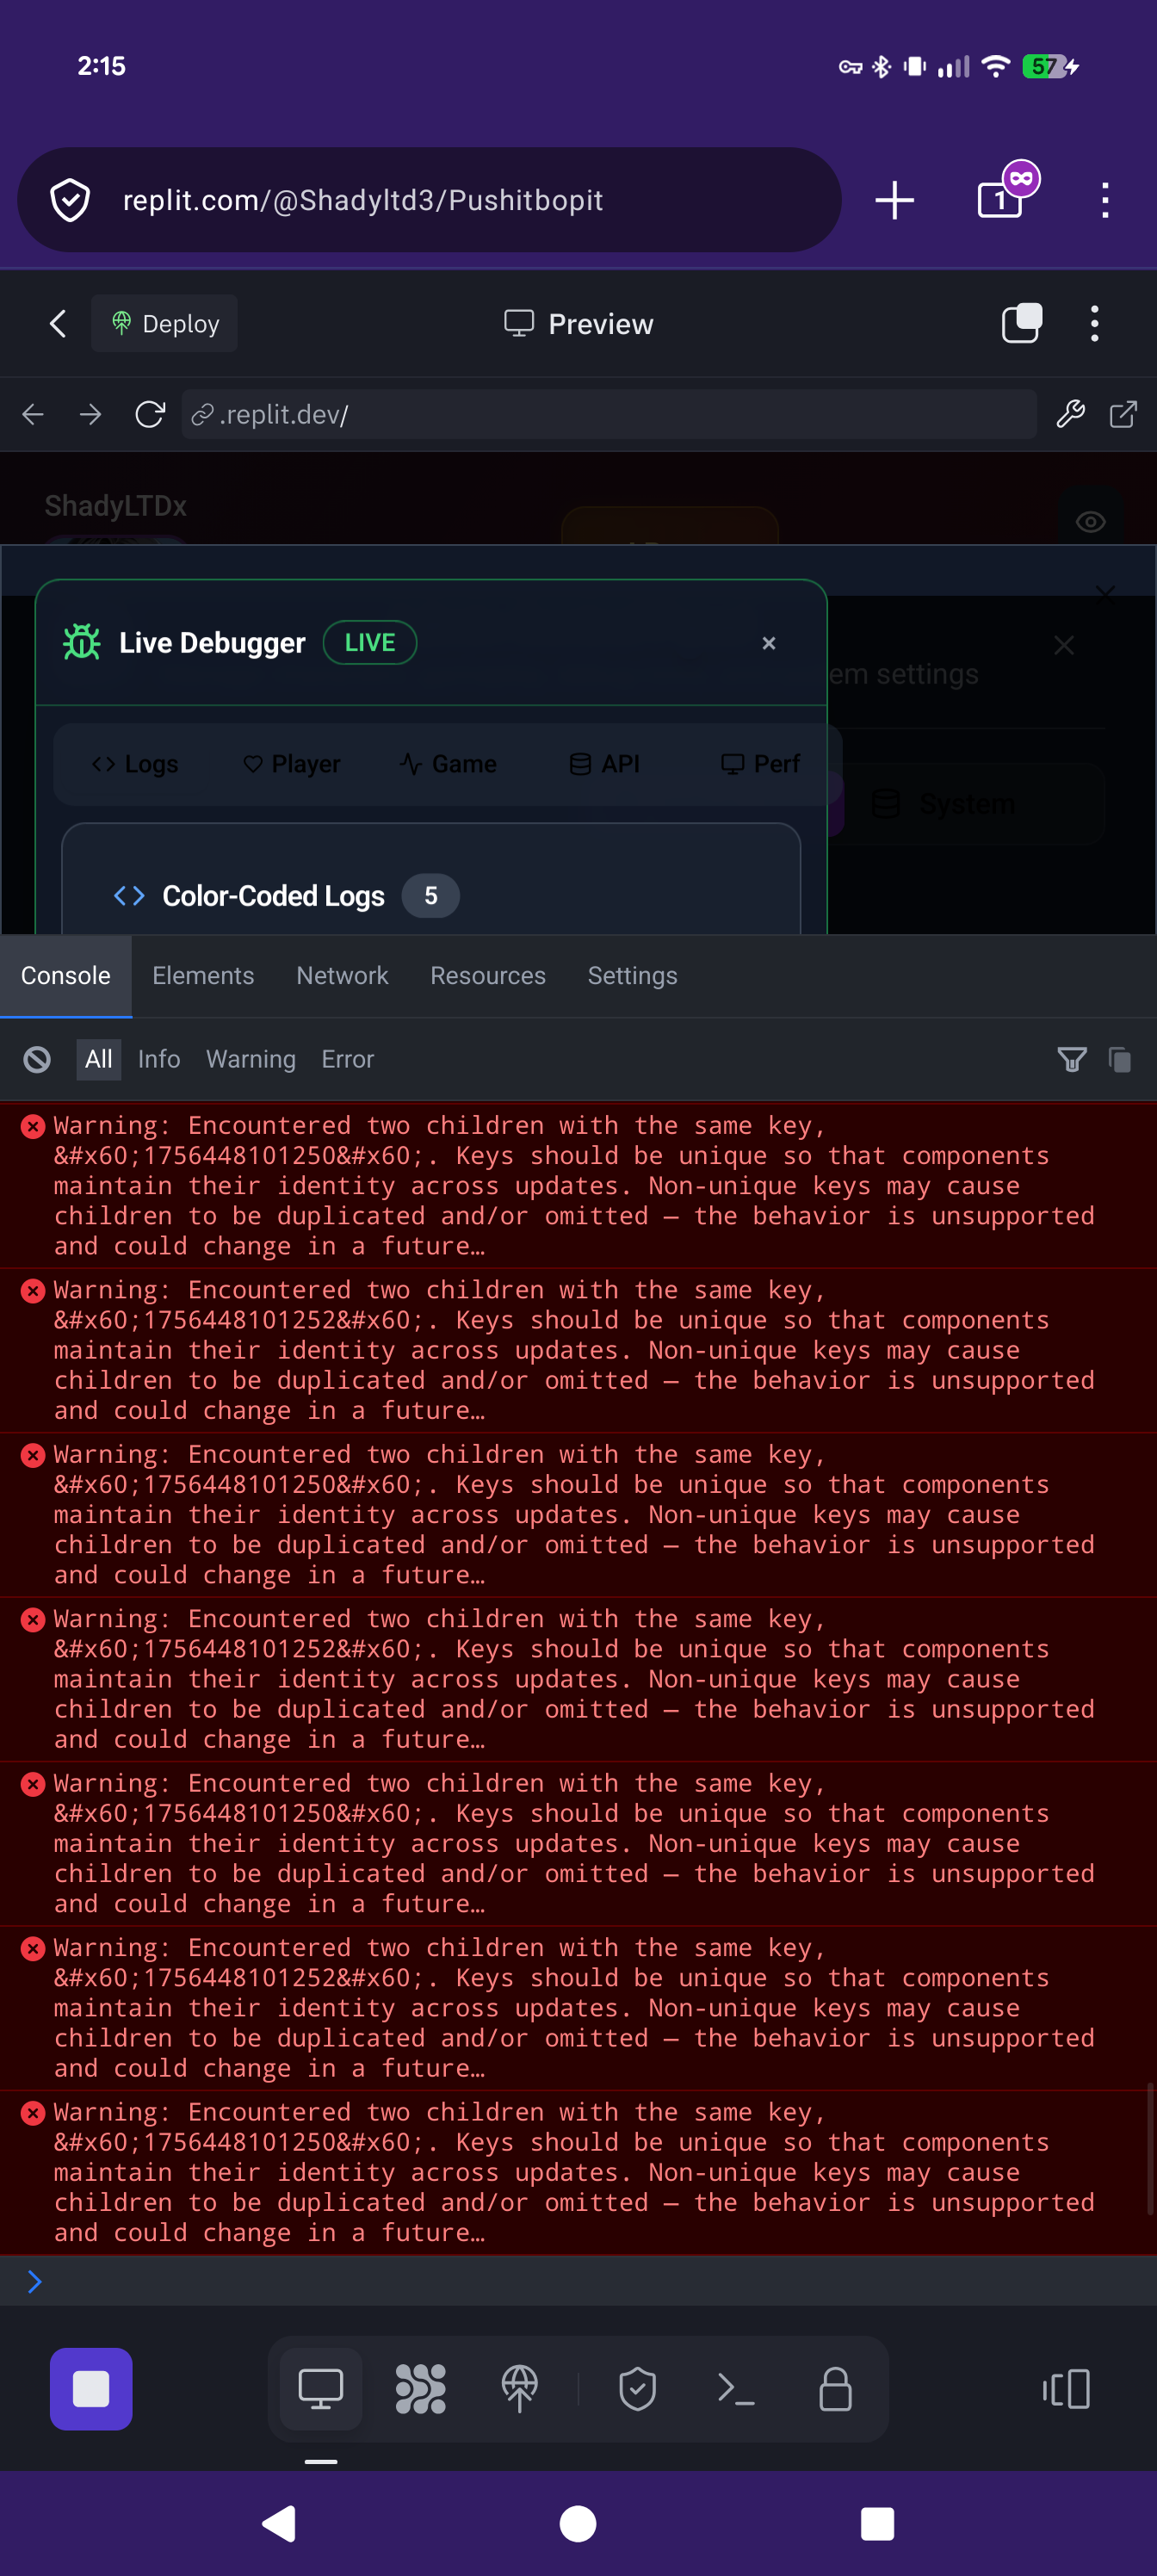 2:15
57
replit.com/@Shadyltd3/Pushitbopit
1
Deploy
Preview
.replit.dev/
ShadyLTDx
Live Debugger
LIVE
×
em settings
Logs
Player
Game
API
Perf
System
Color-Coded Logs
5
Console
Elements
Network
Resources
Settings
All
Info
Warning
Error
Warning: Encountered two children with the same key,
&#x60;1756448101250&#x60;. Keys should be unique so that components
maintain their identity across updates. Non-unique keys may cause
children to be duplicated and/or omitted — the behavior is unsupported
and could change in a future…
Warning: Encountered two children with the same key,
&#x60;1756448101252&#x60;. Keys should be unique so that components
maintain their identity across updates. Non-unique keys may cause
children to be duplicated and/or omitted — the behavior is unsupported
and could change in a future…
Warning: Encountered two children with the same key,
&#x60;1756448101250&#x60;. Keys should be unique so that components
maintain their identity across updates. Non-unique keys may cause
children to be duplicated and/or omitted — the behavior is unsupported
and could change in a future…
Warning: Encountered two children with the same key,
&#x60;1756448101252&#x60;. Keys should be unique so that components
maintain their identity across updates. Non-unique keys may cause
children to be duplicated and/or omitted — the behavior is unsupported
and could change in a future…
Warning: Encountered two children with the same key,
&#x60;1756448101250&#x60;. Keys should be unique so that components
maintain their identity across updates. Non-unique keys may cause
children to be duplicated and/or omitted — the behavior is unsupported
and could change in a future…
Warning: Encountered two children with the same key,
&#x60;1756448101252&#x60;. Keys should be unique so that components
maintain their identity across updates. Non-unique keys may cause
children to be duplicated and/or omitted — the behavior is unsupported
and could change in a future…
Warning: Encountered two children with the same key,
&#x60;1756448101250&#x60;. Keys should be unique so that components
maintain their identity across updates. Non-unique keys may cause
children to be duplicated and/or omitted — the behavior is unsupported
and could change in a future…